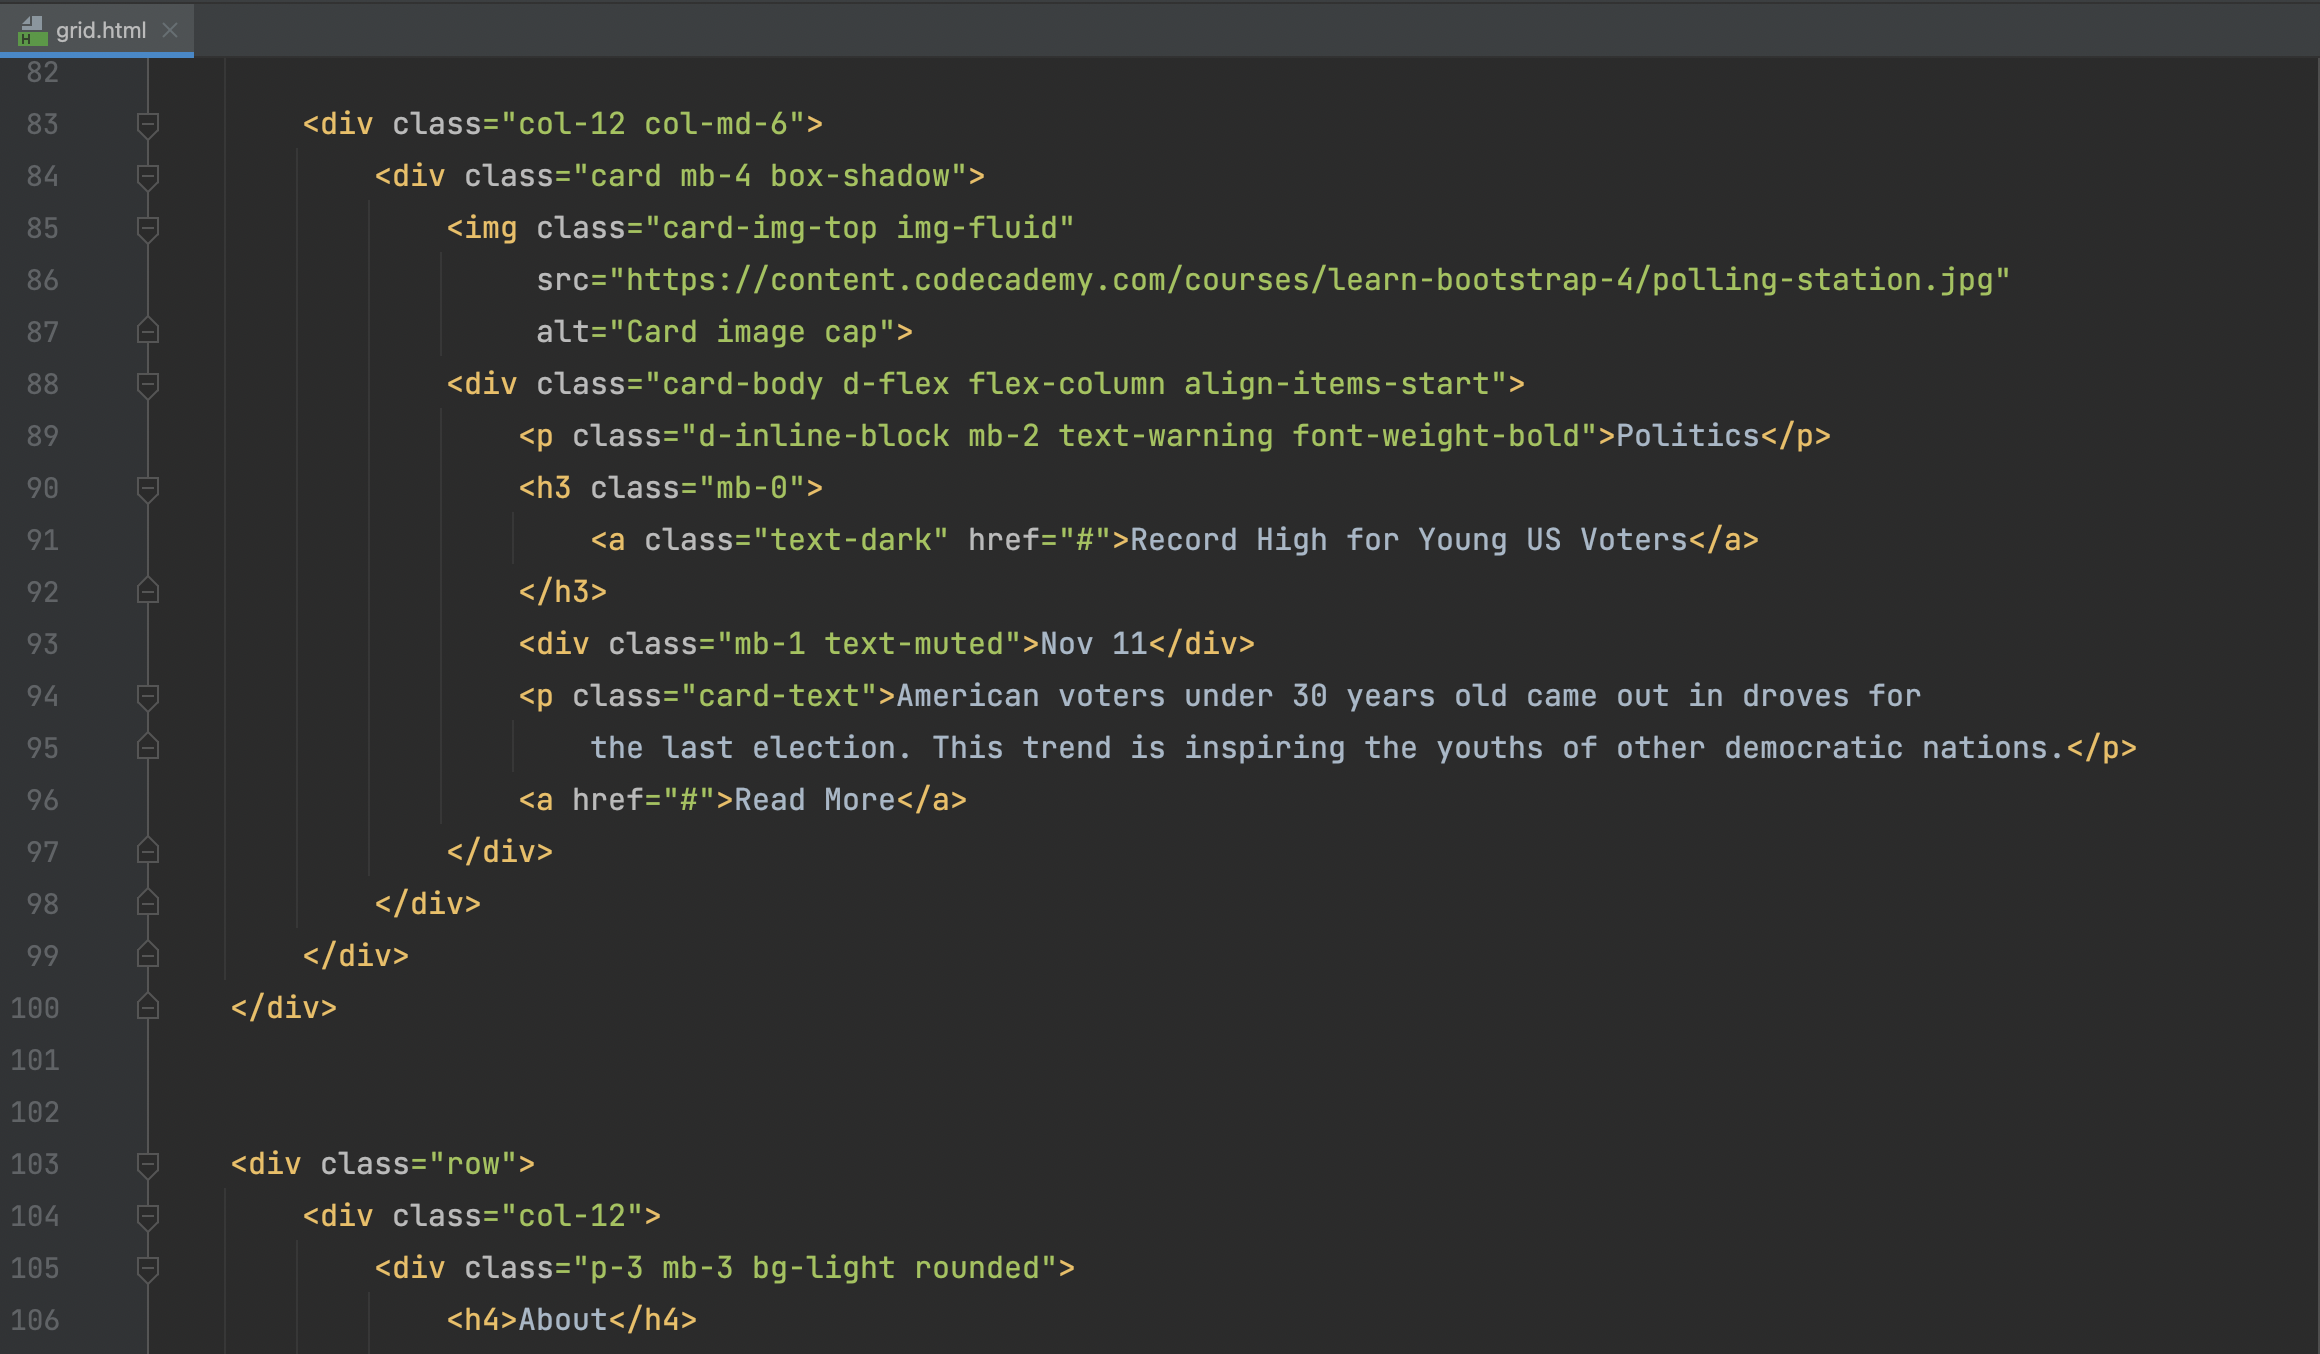 grid.html
82
83 <div class="col-12 col-md-6">
84 <div class="card mb-4 box-shadow">
85 <img class="card-img-top img-fluid"
86 src="https://content.codecademy.com/courses/learn-bootstrap-4/polling-station.jpg"
87 alt="Card image cap">
88 <div class="card-body d-flex flex-column align-items-start">
89 <p class="d-inline-block mb-2 text-warning font-weight-bold">Politics</p>
90 <h3 class="mb-0">
91 <a class="text-dark" href="#">Record High for Young US Voters</a>
92 </h3>
93 <div class="mb-1 text-muted">Nov 11</div>
94 <p class="card-text">American voters under 30 years old came out in droves for
95 the last election. This trend is inspiring the youths of other democratic nations.</p>
96 <a href="#">Read More</a>
97 </div>
98 </div>
99 </div>
100 </div>
101
102
103 <div class="row">
104 <div class="col-12">
105 <div class="p-3 mb-3 bg-light rounded">
106 <h4>About</h4>